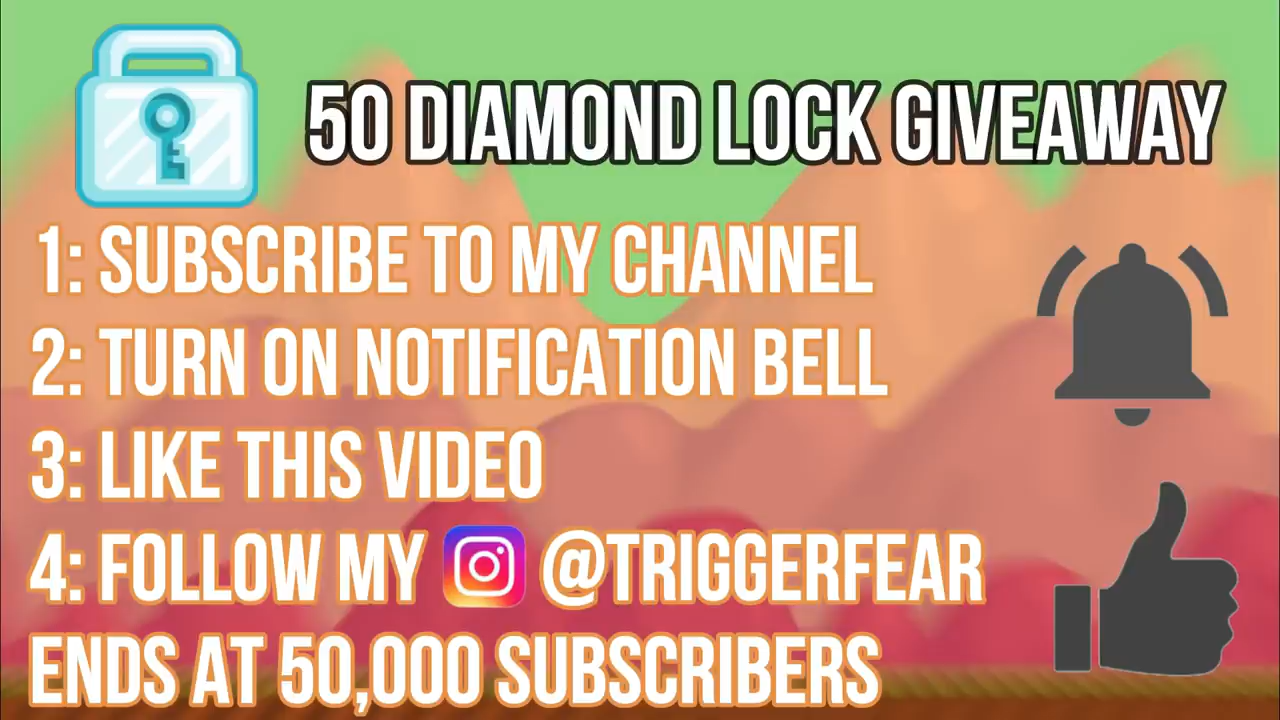 50 DIAMOND LOCK GIVEAWAY
1: SUBSCRIBE TO MY CHANNEL
2: TURN ON NOTIFICATION BELL
3: LIKE THIS VIDEO
4: FOLLOW MY @TRIGGERFEAR
ENDS AT 50,000 SUBSCRIBERS